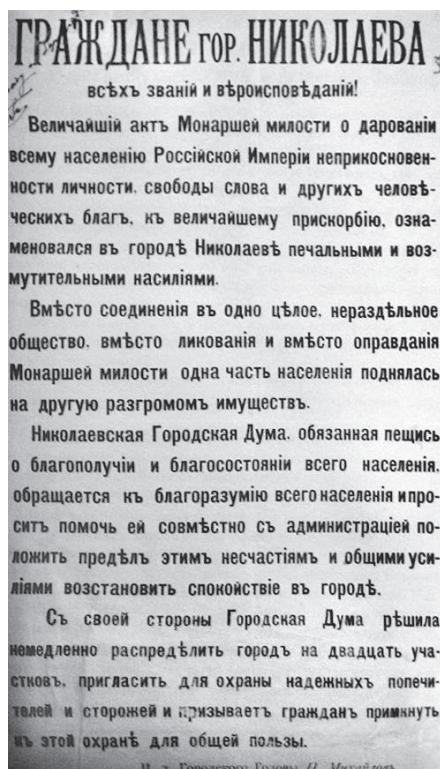 ГРАЖДАНЕ ГОР. НИКОЛАЕВА
всѣхъ званій и вѣроисповѣданій!
Величайшій актъ Монаршей милости о дарованіи
всему населенію Россійской Имперіи неприкосновен-
ности личности, свободы слова и другихъ человѣ-
ческихъ благъ, къ величайшему прискорбію, озна-
меновался въ городѣ Николаевѣ печальными и воз-
мутительными насиліями.
Вмѣсто соединенія въ одно цѣлое, нераздѣльное
общество, вмѣсто ликованія и вмѣсто оправданія
Монаршей милости одна часть населенія поднялась
на другую разгромомъ имуществъ.
Николаевская Городская Дума, обязанная пещись
о благополучіи и благосостояніи всего населенія,
обращается къ благоразумію всего населенія и про-
ситъ помочь ей совмѣстно съ администраціей по-
ложить предѣлъ этимъ несчастіямъ и общими уси-
ліями возстановить спокойствіе въ городѣ.
Съ своей стороны Городская Дума рѣшила
немедленно распредѣлить городъ на двадцать уча-
стковъ, пригласить для охраны надежныхъ попечи-
телей и сторожей и призываетъ гражданъ примкнуть
къ этой охранѣ для общей пользы.
Городского Головы, Н. Михайловъ